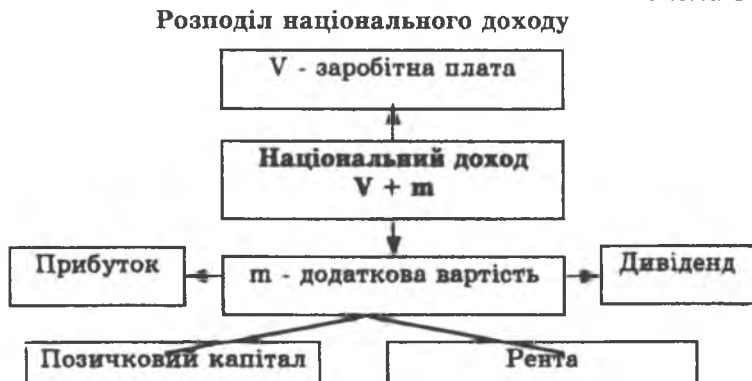 Розподіл національного доходу
V - заробітна плата
Національний доход
V + m
Прибуток
m - додаткова вартість
Дивіденд
Позичковий капітал
Рента